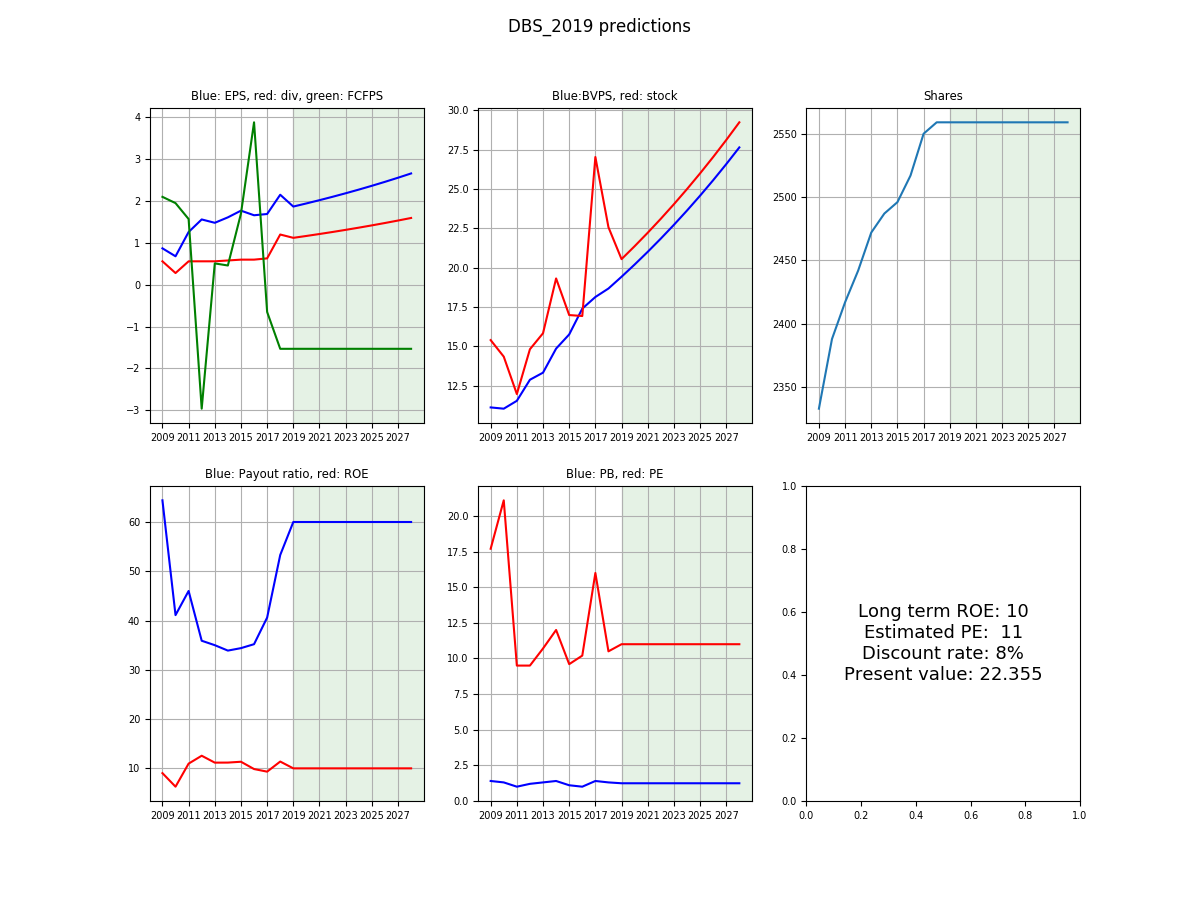 DBS_2019 predictions
Blue: EPS, red: div, green: FCFPS
4
3
2
1
0
−1
−2
−3
2009 2011 2013 2015 2017 2019 2021 2023 2025 2027
Blue:BVPS, red: stock
30.0
27.5
25.0
22.5
20.0
17.5
15.0
12.5
2009 2011 2013 2015 2017 2019 2021 2023 2025 2027
Shares
2550
2500
2450
2400
2350
2009 2011 2013 2015 2017 2019 2021 2023 2025 2027
Blue: Payout ratio, red: ROE
60
50
40
30
20
10
2009 2011 2013 2015 2017 2019 2021 2023 2025 2027
Blue: PB, red: PE
20.0
17.5
15.0
12.5
10.0
7.5
5.0
2.5
0.0
2009 2011 2013 2015 2017 2019 2021 2023 2025 2027
1.0
0.8
0.6
0.4
0.2
0.0
Long term ROE: 10
Estimated PE:  11
Discount rate: 8%
Present value: 22.355
0.0 0.2 0.4 0.6 0.8 1.0